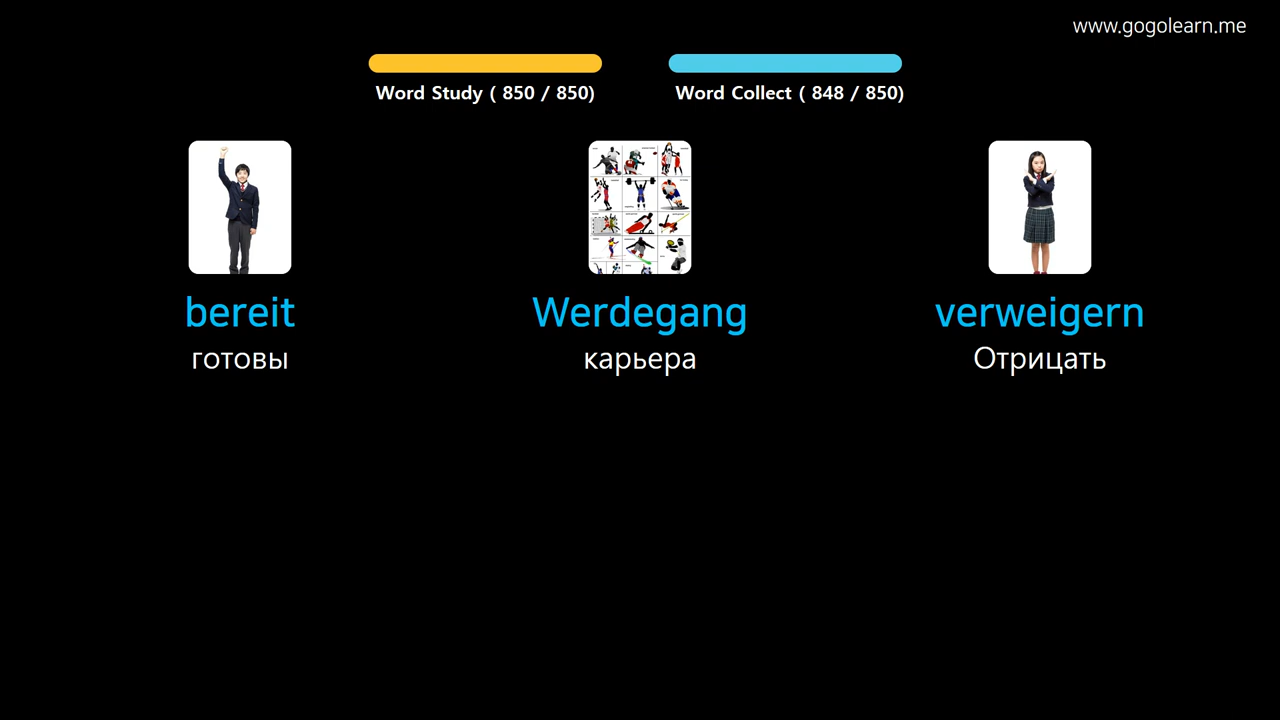 www.gogolearn.me
Word Study ( 850 / 850)
Word Collect ( 848 / 850)
bereit
Werdegang
verweigern
готовы
карьера
Отрицать